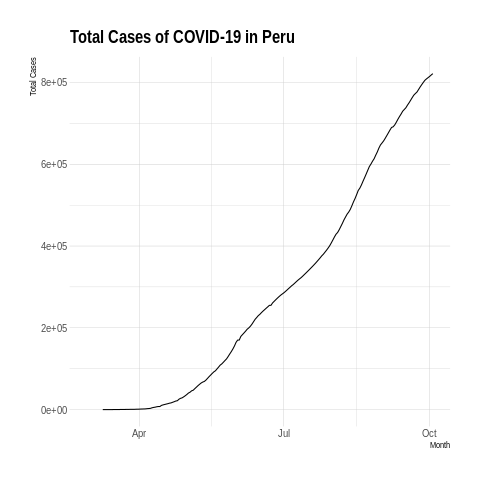 Total Cases of COVID-19 in Peru
Total Cases
8e+05
6e+05
4e+05
2e+05
0e+00
Apr Jul Oct
Month